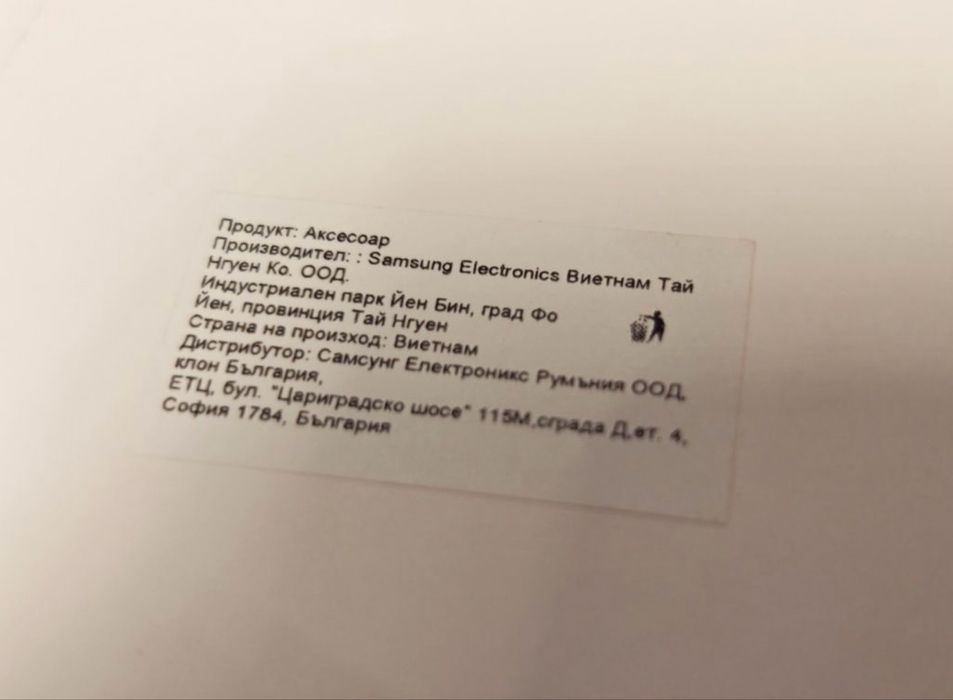 Продукт: Аксесоар
Производител: : Samsung Electronics Виетнам Тай
Нгуен Ко. ООД.
Индустриален парк Йен Бин, град Фо
Йен, провинция Тай Нгуен
Страна на произход: Виетнам
Дистрибутор: Самсунг Електроникс Румъния ООД,
клон България,
ЕТЦ, бул. "Цариградско шосе" 115М,сграда Д,ет. 4,
София 1784, България